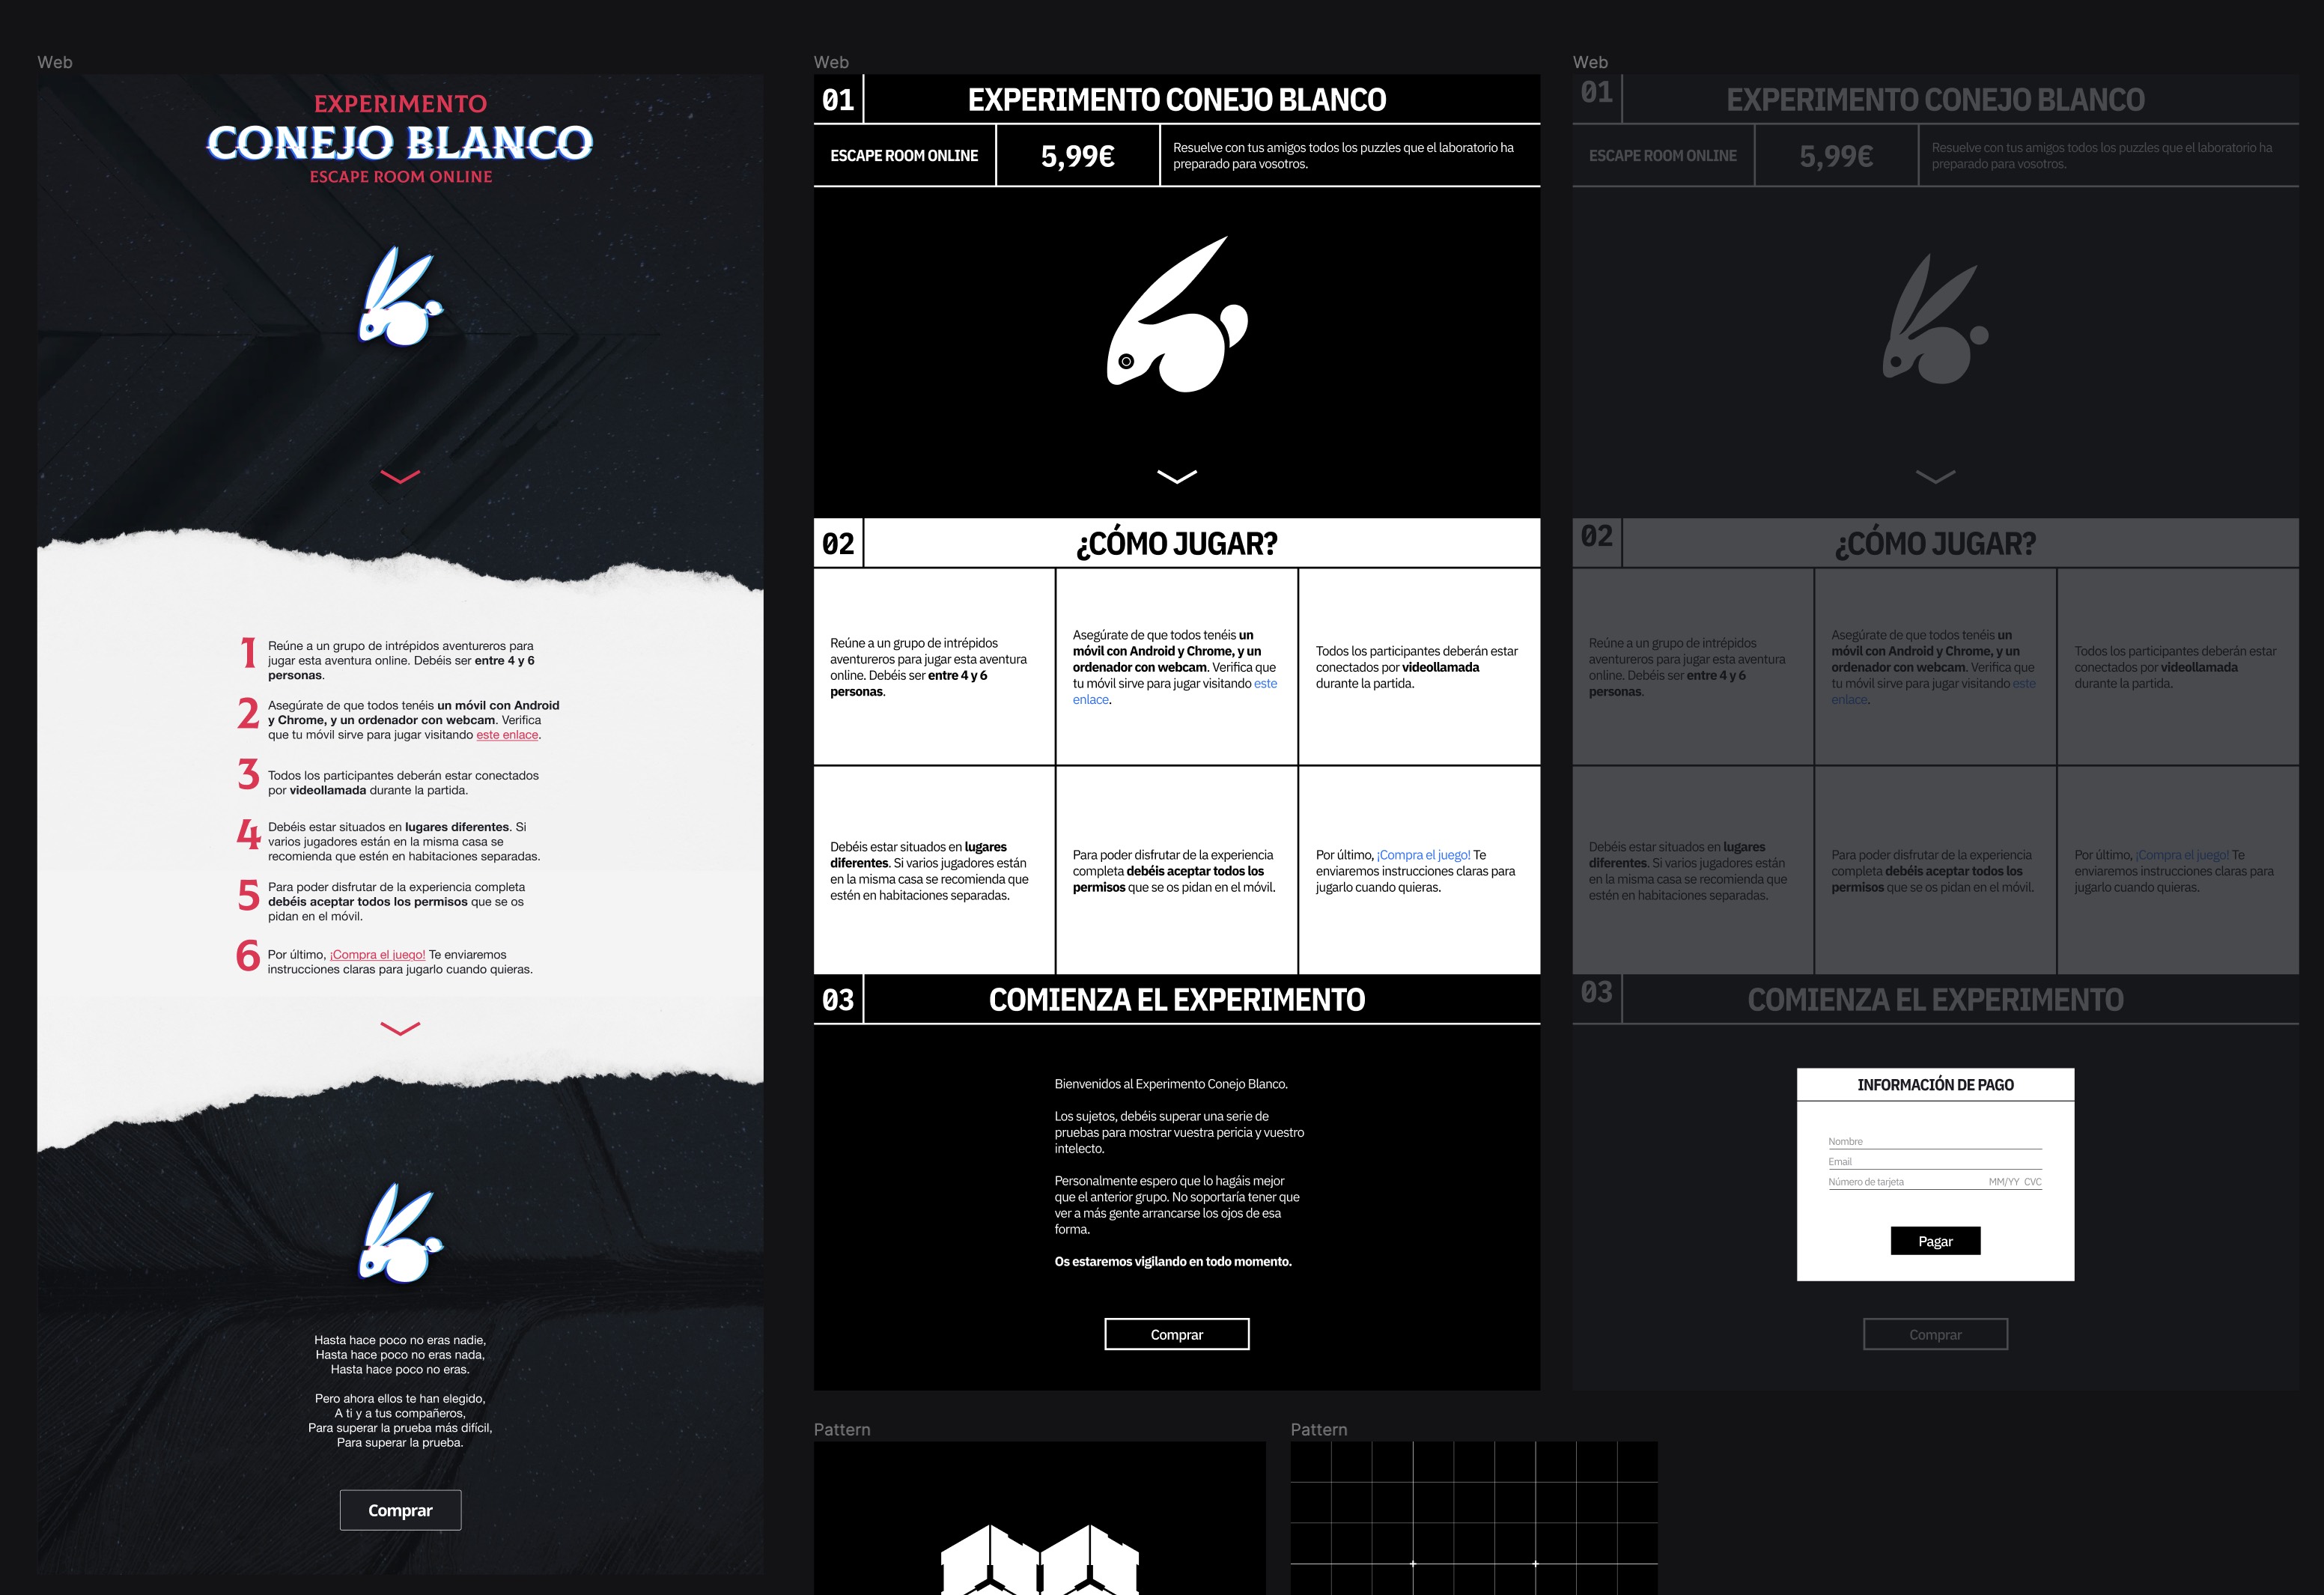 Web
EXPERIMENTO
CONEJO BLANCO
ESCAPE ROOM ONLINE
1
Reúne a un grupo de intrépidos aventureros para
jugar esta aventura online. Debéis ser entre 4 y 6
personas.
2
Asegúrate de que todos tenéis un móvil con Android
y Chrome, y un ordenador con webcam. Verifica
que tu móvil sirve para jugar visitando este enlace.
3
Todos los participantes deberán estar conectados
por videollamada durante la partida.
4
Debéis estar situados en lugares diferentes. Si
varios jugadores están en la misma casa se
recomienda que estén en habitaciones separadas.
5
Para poder disfrutar de la experiencia completa
debéis aceptar todos los permisos que se os
pidan en el móvil.
6
Por último, ¡Compra el juego! Te enviaremos
instrucciones claras para jugarlo cuando quieras.
Hasta hace poco no eras nadie,
Hasta hace poco no eras nada,
Hasta hace poco no eras.
Pero ahora ellos te han elegido,
A ti y a tus compañeros,
Para superar la prueba más difícil,
Para superar la prueba.
Comprar
Web
01
EXPERIMENTO CONEJO BLANCO
ESCAPE ROOM ONLINE
5,99€
Resuelve con tus amigos todos los puzzles que el laboratorio ha
preparado para vosotros.
02
¿CÓMO JUGAR?
Reúne a un grupo de intrépidos
aventureros para jugar esta aventura
online. Debéis ser entre 4 y 6
personas.
Asegúrate de que todos tenéis un
móvil con Android y Chrome, y un
ordenador con webcam. Verifica que
tu móvil sirve para jugar visitando este
enlace.
Todos los participantes deberán estar
conectados por videollamada
durante la partida.
Debéis estar situados en lugares
diferentes. Si varios jugadores están
en la misma casa se recomienda que
estén en habitaciones separadas.
Para poder disfrutar de la experiencia
completa debéis aceptar todos los
permisos que se os pidan en el móvil.
Por último, ¡Compra el juego! Te
enviaremos instrucciones claras para
jugarlo cuando quieras.
03
COMIENZA EL EXPERIMENTO
Bienvenidos al Experimento Conejo Blanco.
Los sujetos, debéis superar una serie de
pruebas para mostrar vuestra pericia y vuestro
intelecto.
Personalmente espero que lo hagáis mejor
que el anterior grupo. No soportaría tener que
ver a más gente arrancarse los ojos de esa
forma.
Os estaremos vigilando en todo momento.
Comprar
Web
01
EXPERIMENTO CONEJO BLANCO
ESCAPE ROOM ONLINE
5,99€
Resuelve con tus amigos todos los puzzles que el laboratorio ha
preparado para vosotros.
02
¿CÓMO JUGAR?
Reúne a un grupo de intrépidos
aventureros para jugar esta aventura
online. Debéis ser entre 4 y 6
personas.
Asegúrate de que todos tenéis un
móvil con Android y Chrome, y un
ordenador con webcam. Verifica que
tu móvil sirve para jugar visitando este
enlace.
Todos los participantes deberán estar
conectados por videollamada
durante la partida.
Debéis estar situados en lugares
diferentes. Si varios jugadores están
en la misma casa se recomienda que
estén en habitaciones separadas.
Para poder disfrutar de la experiencia
completa debéis aceptar todos los
permisos que se os pidan en el móvil.
Por último, ¡Compra el juego! Te
enviaremos instrucciones claras para
jugarlo cuando quieras.
03
COMIENZA EL EXPERIMENTO
INFORMACIÓN DE PAGO
Nombre
Email
Número de tarjeta MM/YY CVC
Pagar
Comprar
Pattern
Pattern